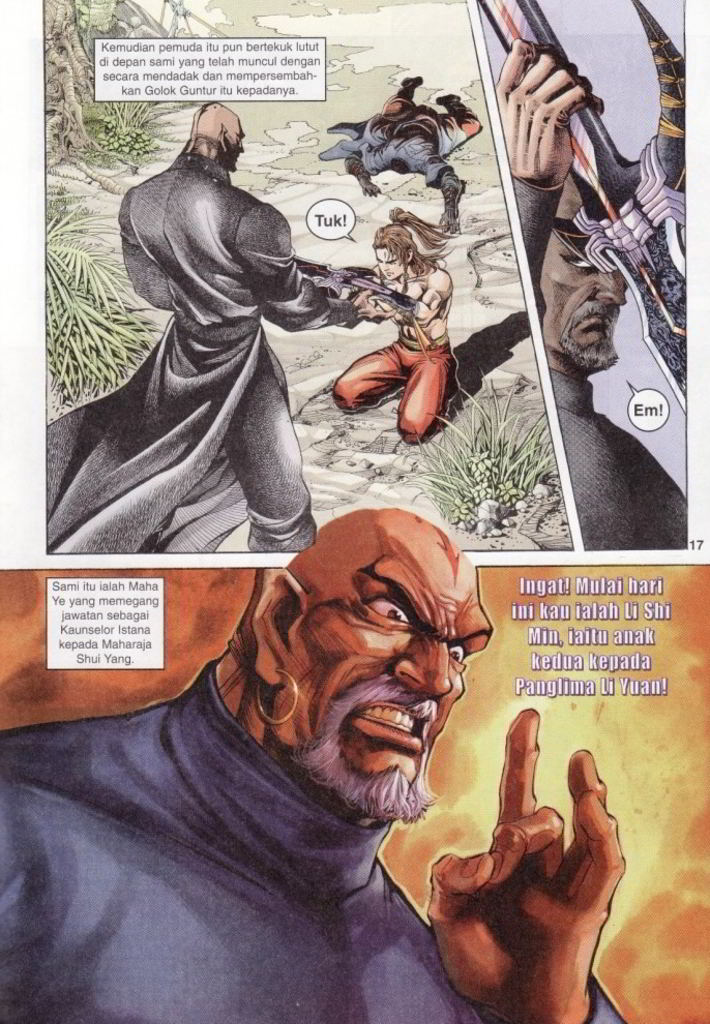 Kemudian pemuda itu pun bertekuk lutut
di depan sami yang telah muncul dengan
secara mendadak dan mempersembah-
kan Golok Guntur itu kepadanya.
Tuk!
Em!
17
Sami itu ialah Maha
Ye yang memegang
jawatan sebagai
Kaunselor Istana
kepada Maharaja
Shui Yang.
Ingat! Mulai hari
ini kau ialah Li Shi
Min, iaitu anak
kedua kepada
Panglima Li Yuan!